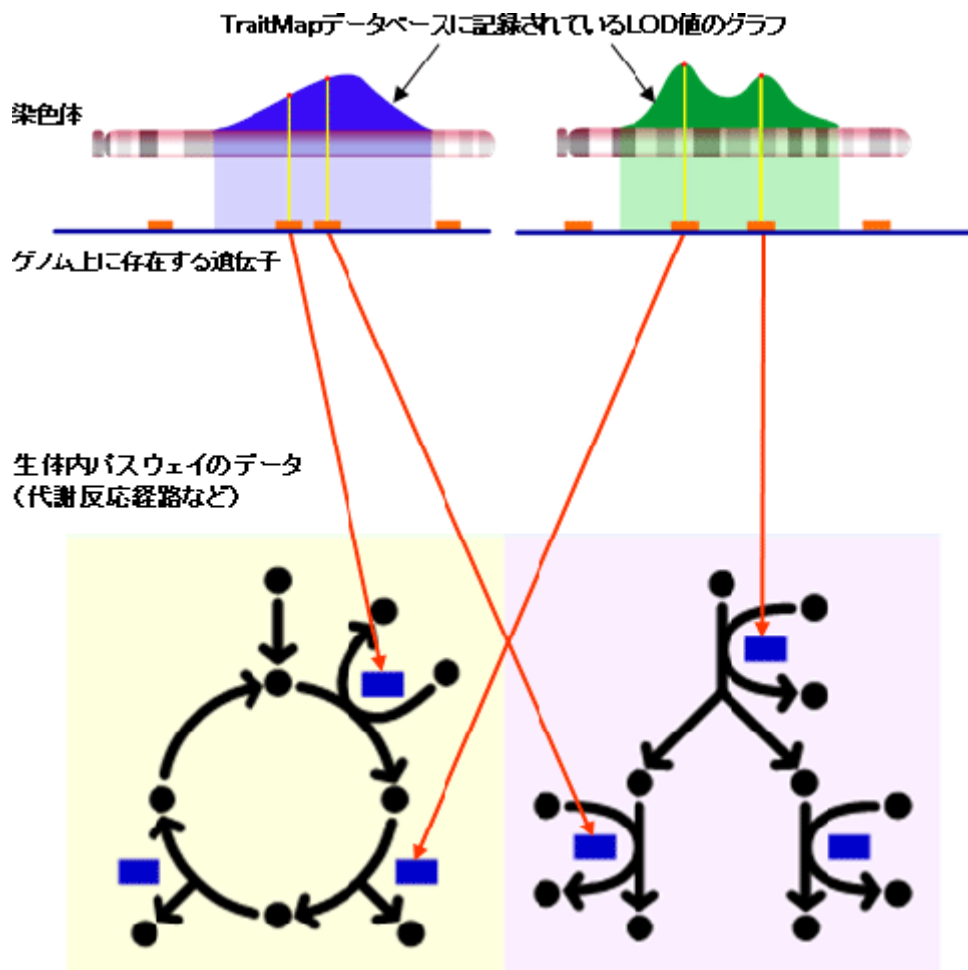 TraitMapデータベースに記録されているLOD値のグラフ
染色体
ゲノム上に存在する遺伝子
生体内パスウェイのデータ
（代謝反応経路など）